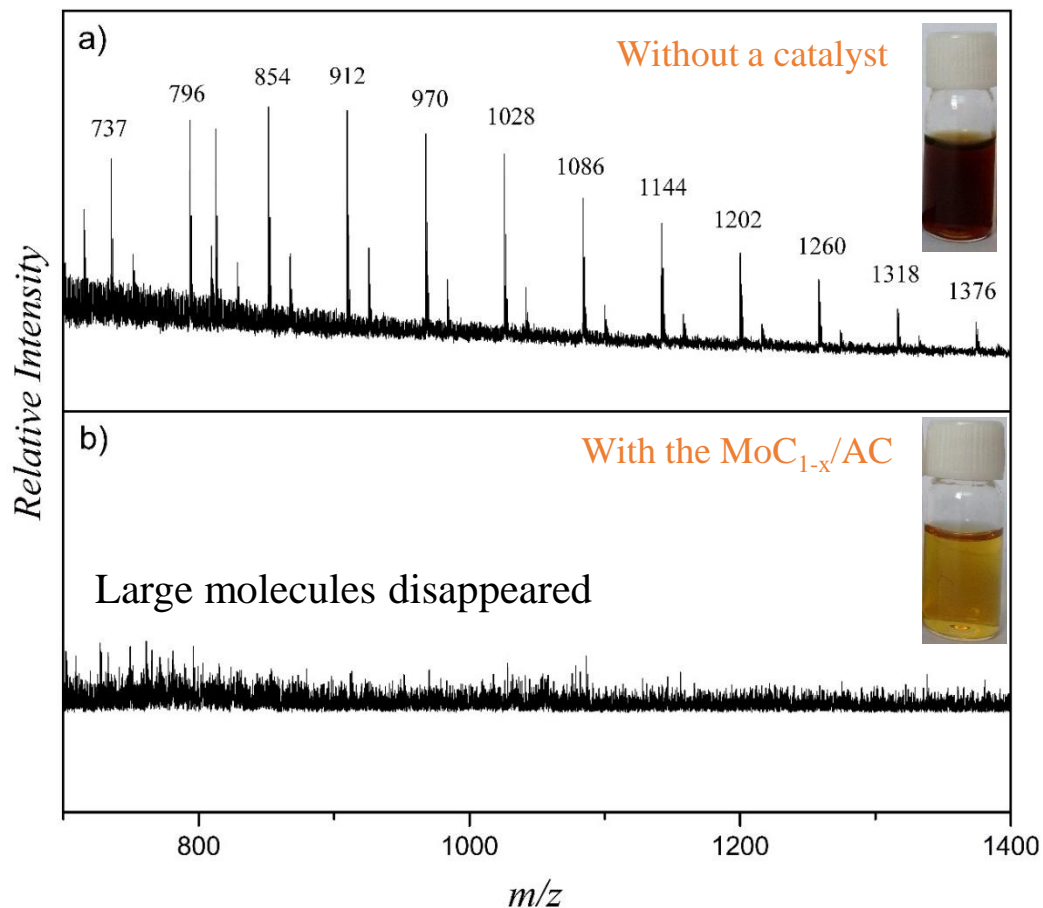 a)
Without a catalyst
737
796
854
912
970
1028
1086
1144
1202
1260
1318
1376
b)
With the MoC₁₋ₓ/AC
Large molecules disappeared
Relative Intensity
800
1000
1200
1400
m/z